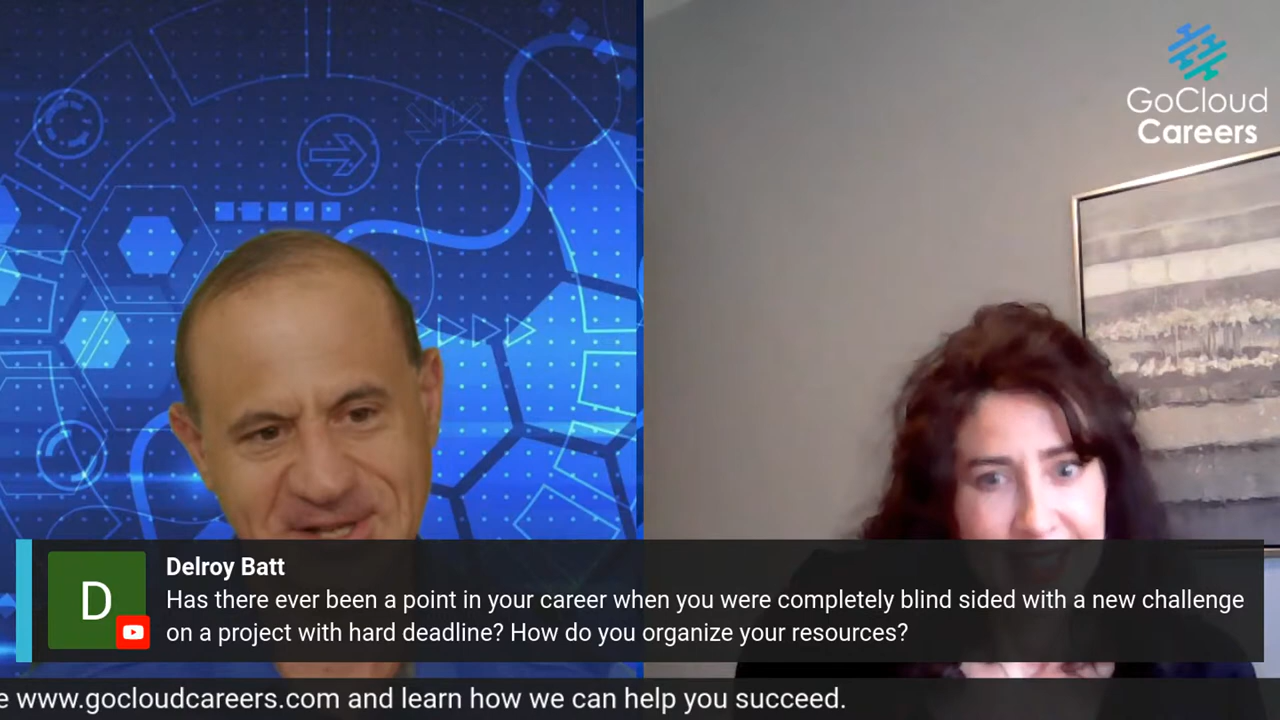 GoCloud
Careers
D
Delroy Batt
Has there ever been a point in your career when you were completely blind sided with a new challenge
on a project with hard deadline? How do you organize your resources?
e www.gocloudcareers.com and learn how we can help you succeed.